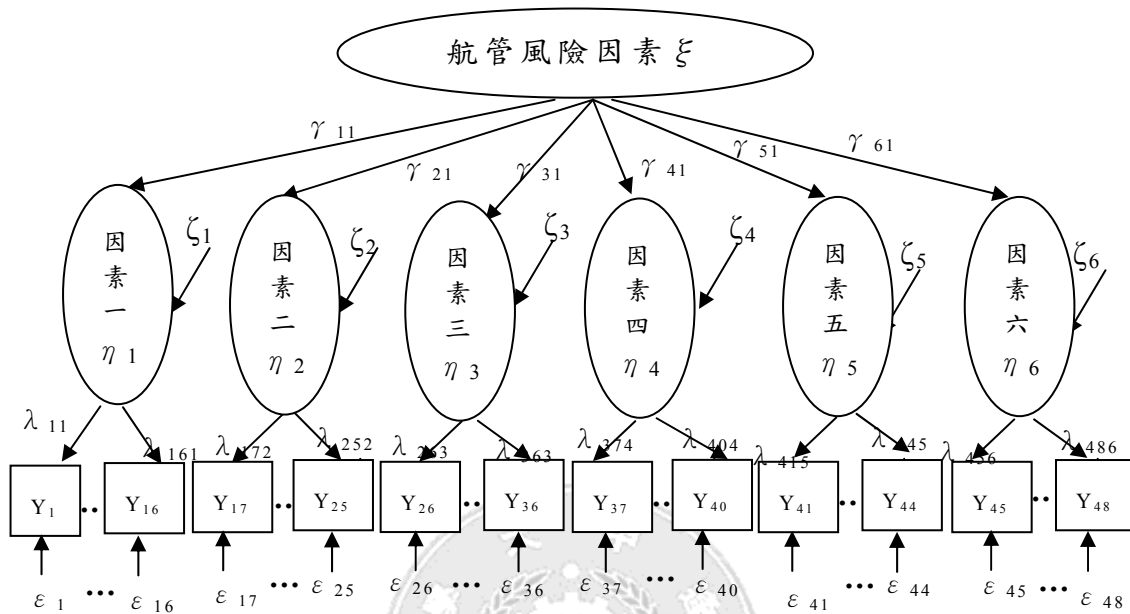 航管風險因素ξ
γ 11
γ 21
γ 31
γ 41
γ 51
γ 61
因素一 η 1
ζ1
因素二 η 2
ζ2
因素三 η 3
ζ3
因素四 η 4
ζ4
因素五 η 5
ζ5
因素六 η 6
ζ6
λ 11
λ 161
λ 172
λ 252
λ 263
λ 363
λ 374
λ 404
λ 415
λ 445
λ 456
λ 486
Y1 ‥ Y16
Y17 ‥ Y25
Y26 ‥ Y36
Y37 ‥ Y40
Y41 ‥ Y44
Y45 ‥ Y48
ε 1 … ε 16
ε 17 … ε 25
ε 26 … ε 36
ε 37 … ε 40
ε 41 … ε 44
ε 45 … ε 48